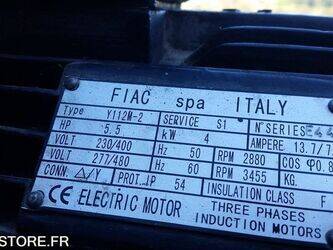 FIAC spa ITALY
Type Y112M-2 SERVICE S1 N° SERIES
HP 5.5 kW 4 AMPERE 13.7/7.
VOLT 230/400 Hz 50 RPM 2880 COS φ0.8
VOLT 277/480 Hz 60 RPM 3455 KG.
CONN. △/Y PROT. IP 54 INSULATION CLASS F
CE ELECTRIC MOTOR THREE PHASES
INDUCTION MOTORS
STORE.FR